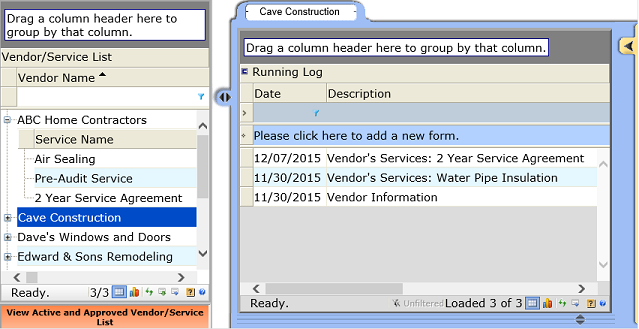 Drag a column header here to
group by that column.
Vendor/Service List
Vendor Name
ABC Home Contractors
Service Name
Air Sealing
Pre-Audit Service
2 Year Service Agreement
Cave Construction
Dave's Windows and Doors
Edward & Sons Remodeling
Ready. 3/3
View Active and Approved Vendor/Service
List
Cave Construction
Drag a column header here to group by that column.
Running Log
Date Description
Please click here to add a new form.
12/07/2015 Vendor's Services: 2 Year Service Agreement
11/30/2015 Vendor's Services: Water Pipe Insulation
11/30/2015 Vendor Information
Ready. Unfiltered Loaded 3 of 3